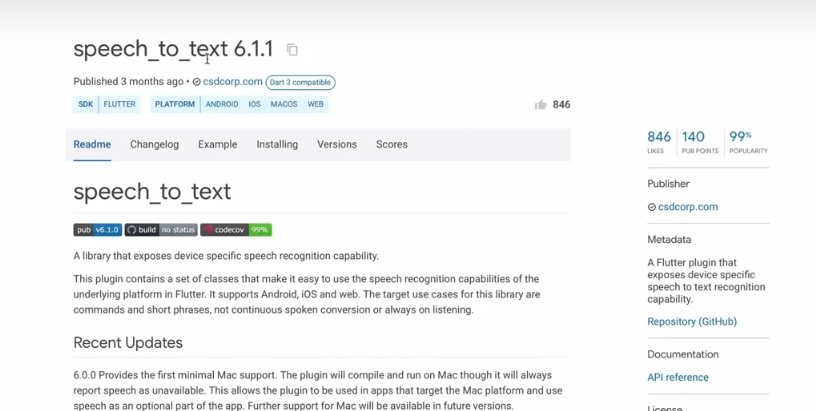 speech_to_text 6.1.1
Published 3 months ago • csdcorp.com Dart 3 compatible
SDK FLUTTER PLATFORM ANDROID IOS MACOS WEB
846
Readme Changelog Example Installing Versions Scores
speech_to_text
pub v6.1.0 build no status codecov 99%
A library that exposes device specific speech recognition capability.
This plugin contains a set of classes that make it easy to use the speech recognition capabilities of the
underlying platform in Flutter. It supports Android, iOS and web. The target use cases for this library are
commands and short phrases, not continuous spoken conversion or always on listening.
Recent Updates
6.0.0 Provides the first minimal Mac support. The plugin will compile and run on Mac though it will always
report speech as unavailable. This allows the plugin to be used in apps that target the Mac platform and use
speech as an optional part of the app. Further support for Mac will be available in future versions.
846 140 99%
LIKES PUB POINTS POPULARITY
Publisher
csdcorp.com
Metadata
A Flutter plugin that
exposes device specific
speech to text recognition
capability.
Repository (GitHub)
Documentation
API reference
License